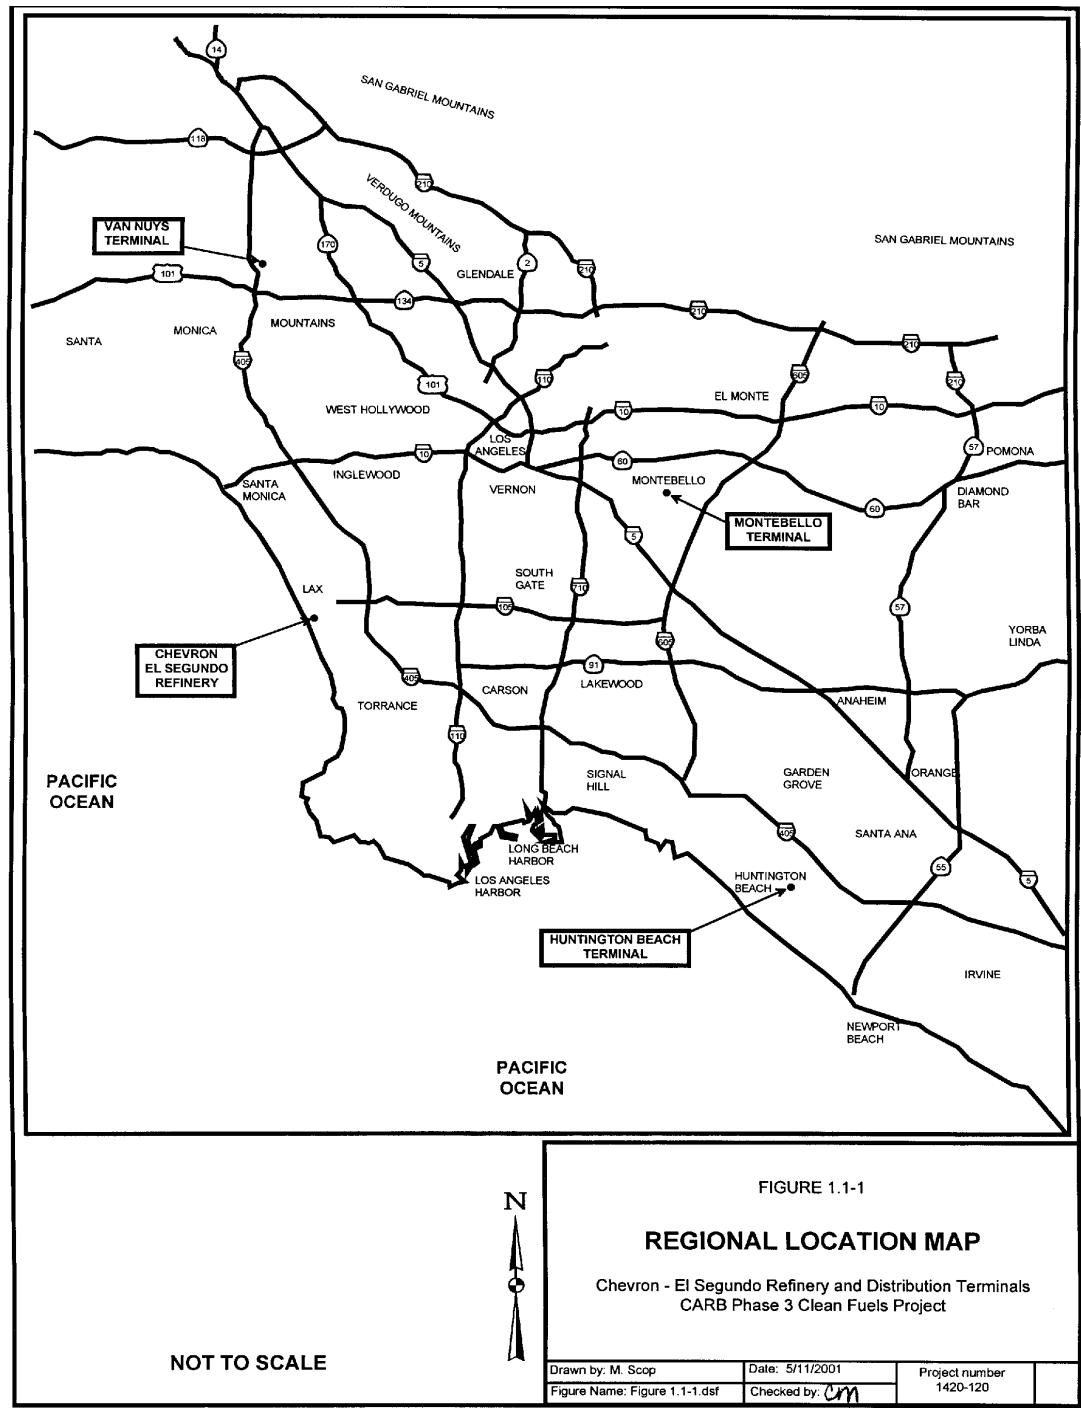 14
SAN GABRIEL MOUNTAINS
118
210
VERDUGO MOUNTAINS
VAN NUYS
TERMINAL
170
5
2
210
SAN GABRIEL MOUNTAINS
GLENDALE
101
134
210
SANTA
MONICA
MOUNTAINS
210
405
101
110
605
210
EL MONTE
WEST HOLLYWOOD
10
10
LOS
ANGELES
57
POMONA
10
60
INGLEWOOD
SANTA
MONICA
VERNON
MONTEBELLO
DIAMOND
BAR
60
MONTEBELLO
TERMINAL
5
SOUTH
GATE
710
LAX
105
57
YORBA
LINDA
605
CHEVRON
EL SEGUNDO
REFINERY
91
LAKEWOOD
405
CARSON
TORRANCE
ANAHEIM
110
PACIFIC
OCEAN
SIGNAL
HILL
GARDEN
GROVE
ORANGE
405
SANTA ANA
LONG BEACH
HARBOR
55
LOS ANGELES
HARBOR
HUNTINGTON
BEACH
5
HUNTINGTON BEACH
TERMINAL
IRVINE
NEWPORT
BEACH
PACIFIC
OCEAN
N
NOT TO SCALE
FIGURE 1.1-1
REGIONAL LOCATION MAP
Chevron - El Segundo Refinery and Distribution Terminals
CARB Phase 3 Clean Fuels Project
Drawn by: M. Scop
Date: 5/11/2001
Project number
1420-120
Figure Name: Figure 1.1-1.dsf
Checked by: CM